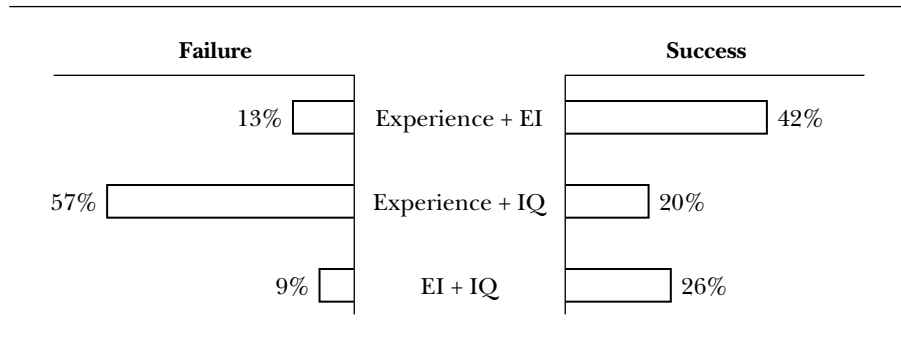 Failure Success
13% Experience + EI 42%
57% Experience + IQ 20%
9% EI + IQ 26%